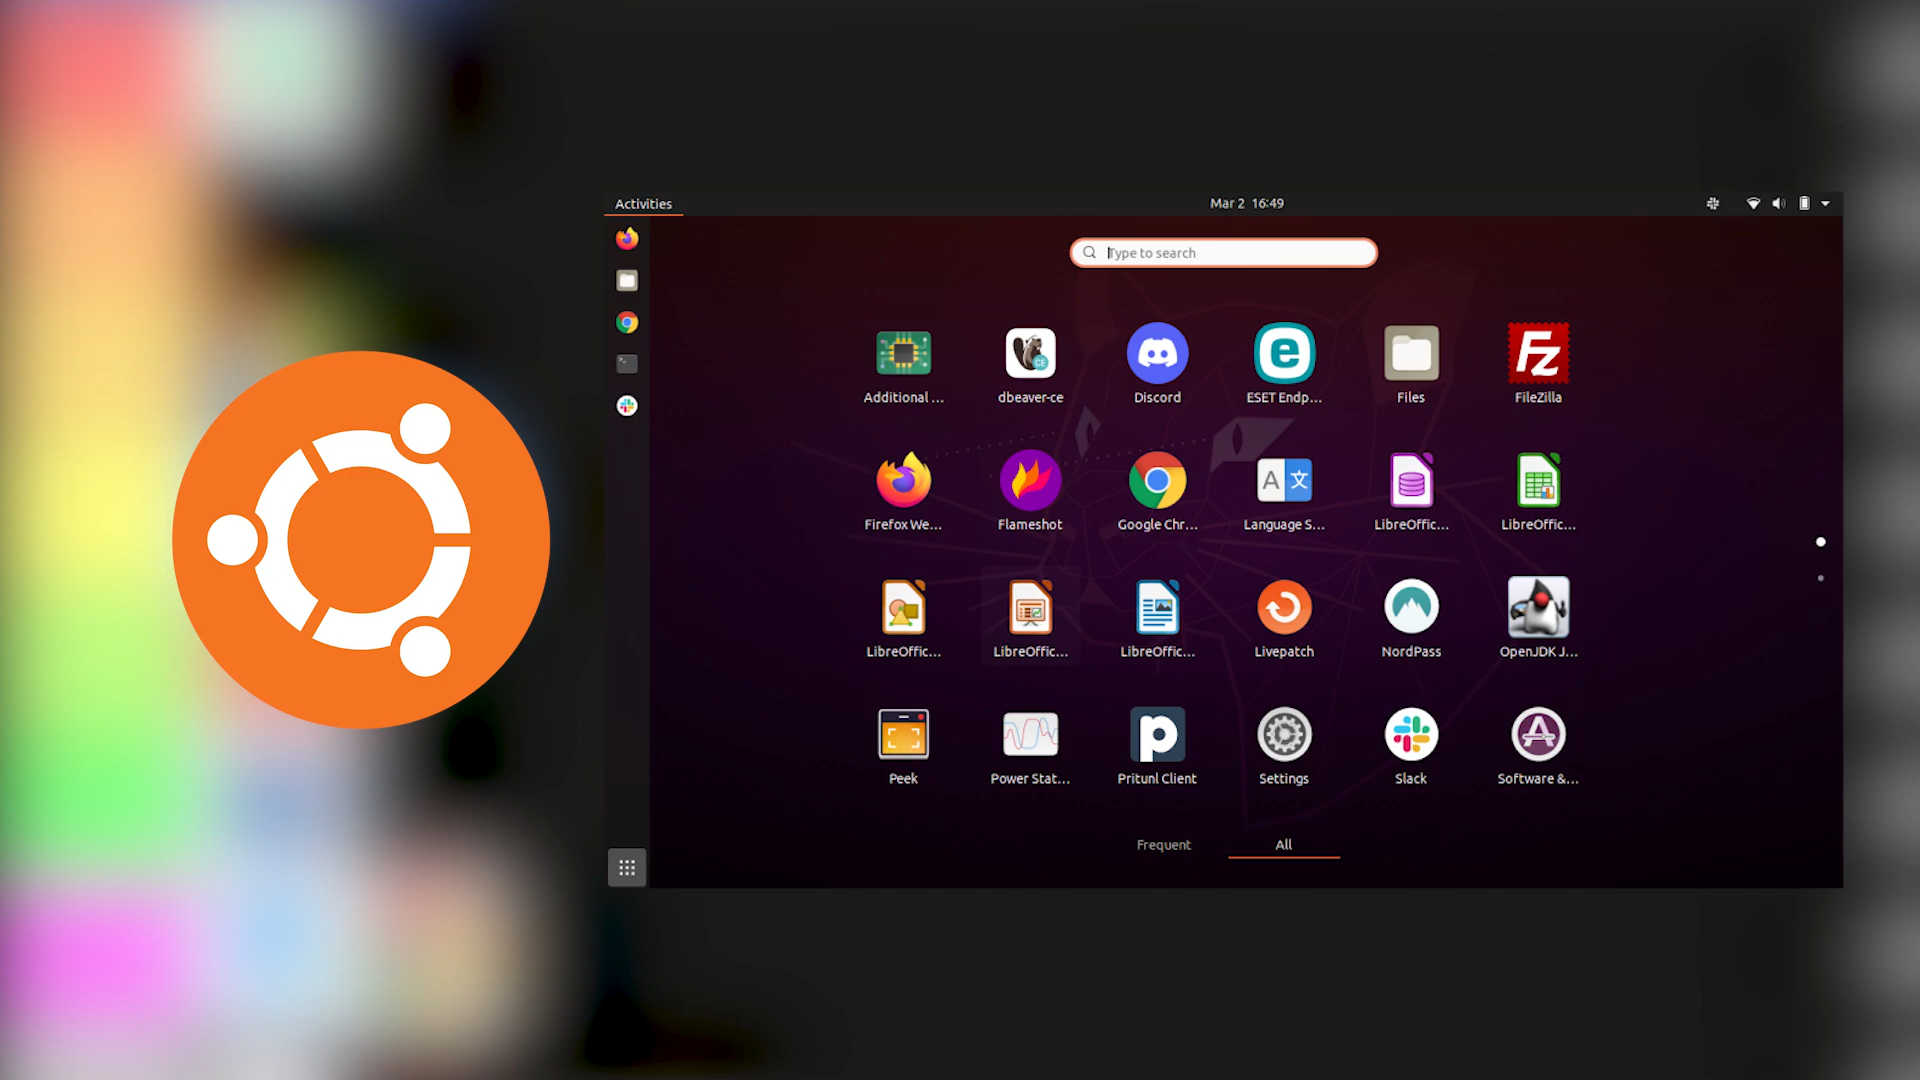 Activities
Mar 2 16:49
Type to search
Additional ...
dbeaver-ce
Discord
ESET Endp...
Files
FileZilla
Firefox We...
Flameshot
Google Chr...
Language S...
LibreOffic...
LibreOffic...
LibreOffic...
LibreOffic...
LibreOffic...
Livepatch
NordPass
OpenJDK J...
Peek
Power Stat...
Pritunl Client
Settings
Slack
Software &...
Frequent
All